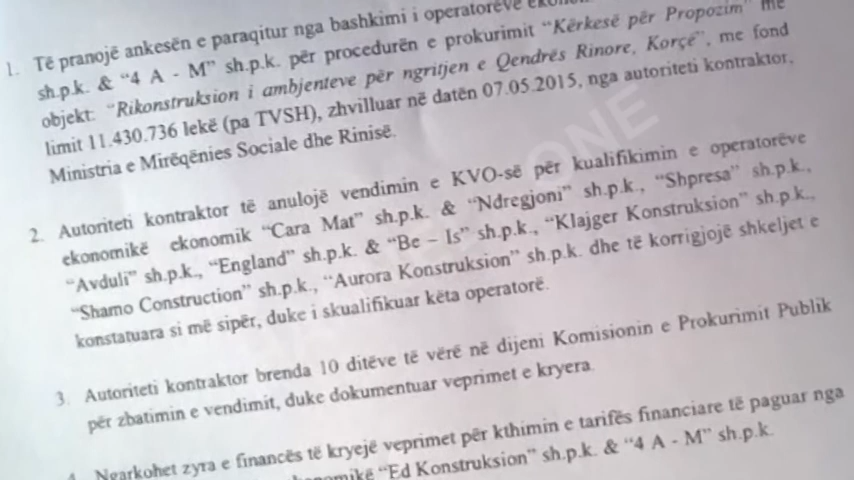 1. Të pranojë ankesën e paraqitur nga bashkimi i operatorëve
sh.p.k. & “4 A - M” sh.p.k. për procedurën e prokurimit “Kërkesë për Propozim” me
objekt: “Rikonstruksion i ambjenteve për ngritjen e Qendrës Rinore, Korçë”, me fond
limit 11.430.736 lekë (pa TVSH), zhvilluar në datën 07.05.2015, nga autoriteti kontraktor,
Ministria e Mirëqënies Sociale dhe Rinisë.
2. Autoriteti kontraktor të anulojë vendimin e KVO-së për kualifikimin e operatorëve
ekonomikë ekonomik “Cara Mat” sh.p.k. & “Ndregjoni” sh.p.k., “Shpresa” sh.p.k.,
“Avduli” sh.p.k., “England” sh.p.k. & “Be – Is” sh.p.k., “Klajger Konstruksion” sh.p.k.,
“Shamo Construction” sh.p.k., “Aurora Konstruksion” sh.p.k. dhe të korrigjojë shkeljet e
konstatuara si më sipër, duke i skualifikuar këta operatorë.
3. Autoriteti kontraktor brenda 10 ditëve të vërë në dijeni Komisionin e Prokurimit Publik
për zbatimin e vendimit, duke dokumentuar veprimet e kryera.
Ngarkohet zyra e financës të kryejë veprimet për kthimin e tarifës financiare të paguar nga
“Ed Konstruksion” sh.p.k. & “4 A - M” sh.p.k.